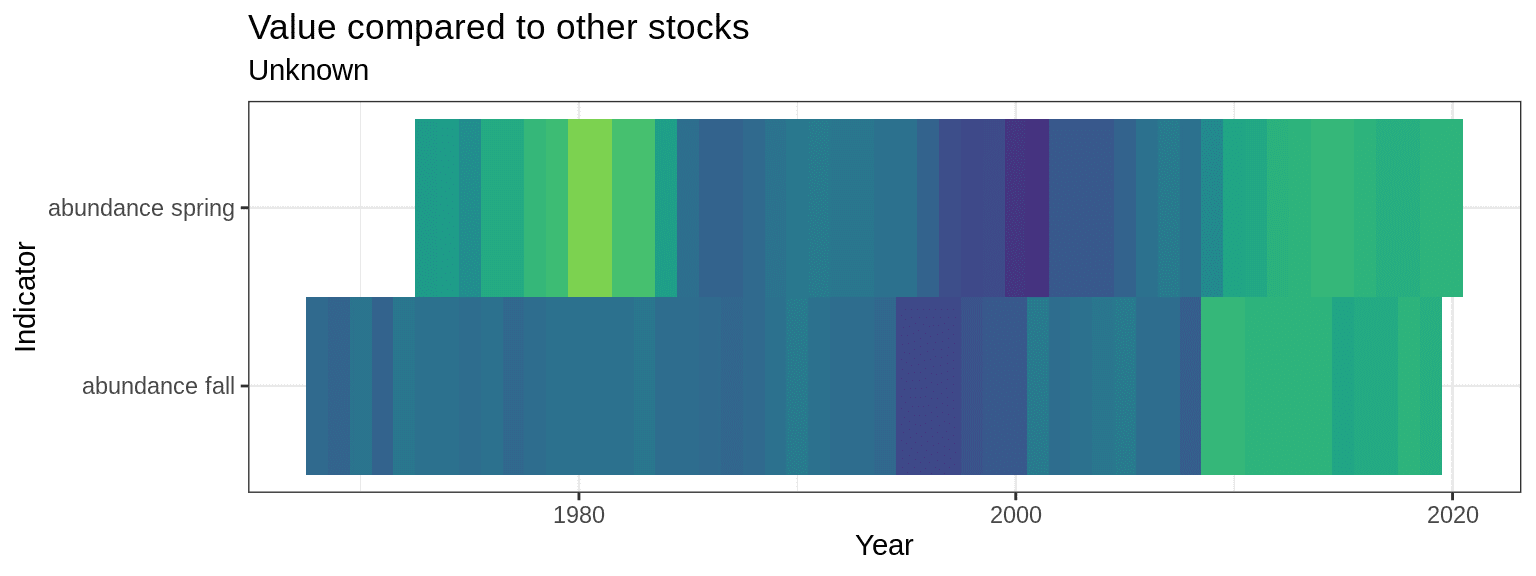 Value compared to other stocks
Unknown
Indicator
abundance spring
abundance fall
1980
2000
2020
Year